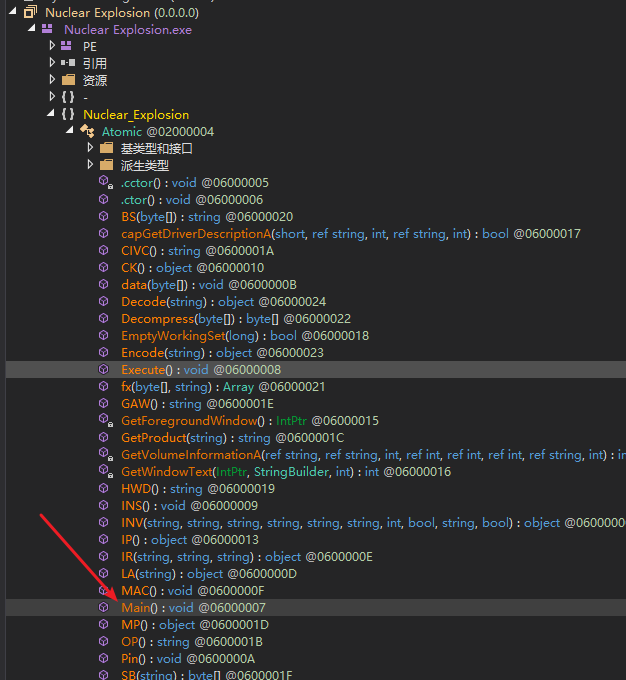 Nuclear Explosion (0.0.0.0)
Nuclear Explosion.exe
PE
引用
资源
{ } -
{ } Nuclear_Explosion
Atomic @02000004
基类型和接口
派生类型
.cctor() : void @06000005
.ctor() : void @06000006
BS(byte[]) : string @06000020
capGetDriverDescriptionA(short, ref string, int, ref string, int) : bool @06000017
CIVC() : string @0600001A
CK() : object @06000010
data(byte[]) : void @0600000B
Decode(string) : object @06000024
Decompress(byte[]) : byte[] @06000022
EmptyWorkingSet(long) : bool @06000018
Encode(string) : object @06000023
Execute() : void @06000008
fx(byte[], string) : Array @06000021
GAW() : string @0600001E
GetForegroundWindow() : IntPtr @06000015
GetProduct(string) : string @0600001C
GetVolumeInformationA(ref string, ref string, int, ref int, ref int, ref int, ref string, int) : in
GetWindowText(IntPtr, StringBuilder, int) : int @06000016
HWD() : string @06000019
INS() : void @06000009
INV(string, string, string, string, string, string, int, bool, string, bool) : object @0600000
IP() : object @06000013
IR(string, string, string) : object @0600000E
LA(string) : object @0600000D
MAC() : void @0600000F
Main() : void @06000007
MP() : object @0600001D
OP() : string @0600001B
Pin() : void @0600000A
SB(string) : byte[] @0600001F